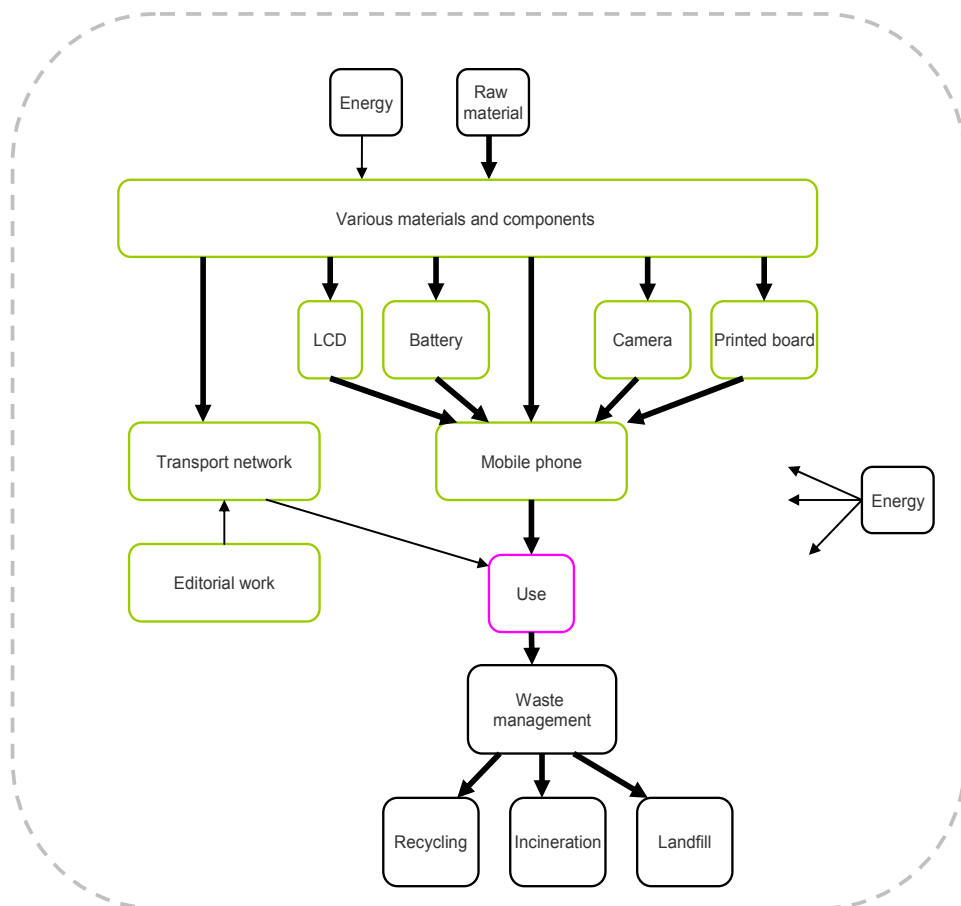 Energy
Raw
material
Various materials and components
LCD
Battery
Camera
Printed board
Transport network
Mobile phone
Energy
Editorial work
Use
Waste
management
Recycling
Incineration
Landfill